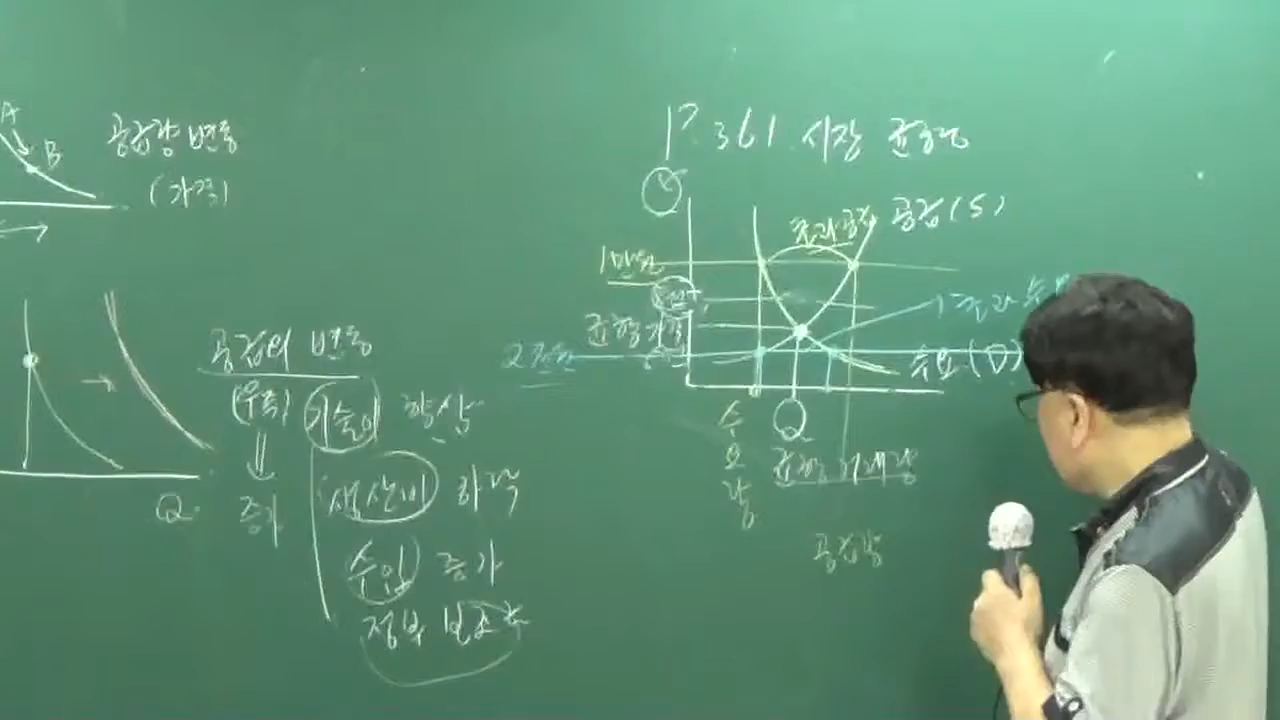 A
B
공급량 변동
(가격)
공급의 변동
(우측) 기술이 향상
생산비 하락
증가
수입 증가
정부 보조
Q
P.361. 시장 균형
초과공급
공급(S)
1만원
균형가격
2천원
초과수요
수요(D)
Q
수요량
균형거래량
공급량